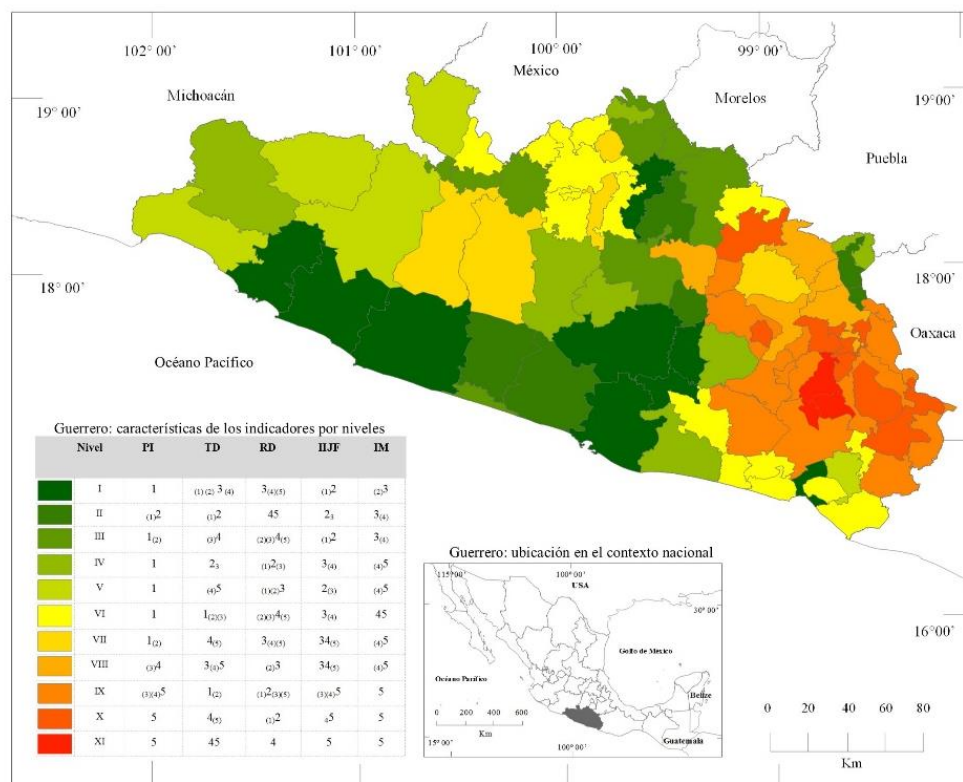 102° 00’
101° 00’
100° 00’
99° 00’
México
Michoacán
Morelos
19° 00’
19° 00’
Puebla
18° 00’
18° 00’
Oaxaca
Océano Pacífico
Guerrero: características de los indicadores por niveles
Nivel PI TD RD IIJF IM
I 1 (1) (2) 3 (4) 3(4)(5) (1)2 (2)3
II (1)2 (1)2 45 23 3(4)
III 1(2) (3)4 (2)(3)4(5) (1)2 3(4)
IV 1 23 (1)2(3) 3(4) (4)5
V 1 (4)5 (1)(2)3 2(3) (4)5
VI 1 1(2)(3) (2)(3)4(5) 3(4) 45
VII 1(2) 4(5) 3(4)(5) 34(5) (4)5
VIII (3)4 3(4)5 (2)3 34(5) (4)5
IX (3)(4)5 1(2) (1)2(3)(5) (3)(4)5 5
X 5 4(5) (1)2 45 5
XI 5 45 4 5 5
Guerrero: ubicación en el contexto nacional
115° 00’
100° 00’
USA
30° 00’
Golfo de México
Océano Pacífico
Belize
0 200 400 600
Km
Guatemala
15° 00’
100° 00’
16° 00’
0 20 40 60 80
Km